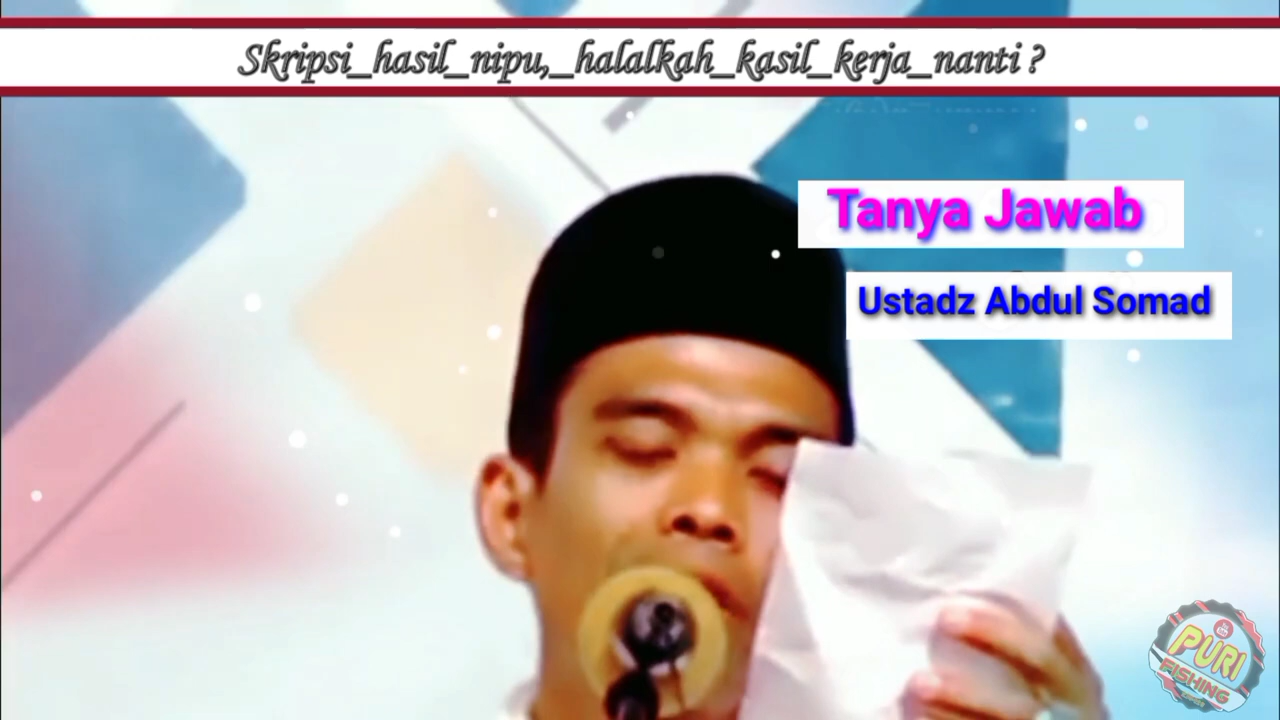 Skripsi_hasil_nipu,_halalkah_kasil_kerja_nanti ?
Tanya Jawab
Ustadz Abdul Somad
PURI
FISHING